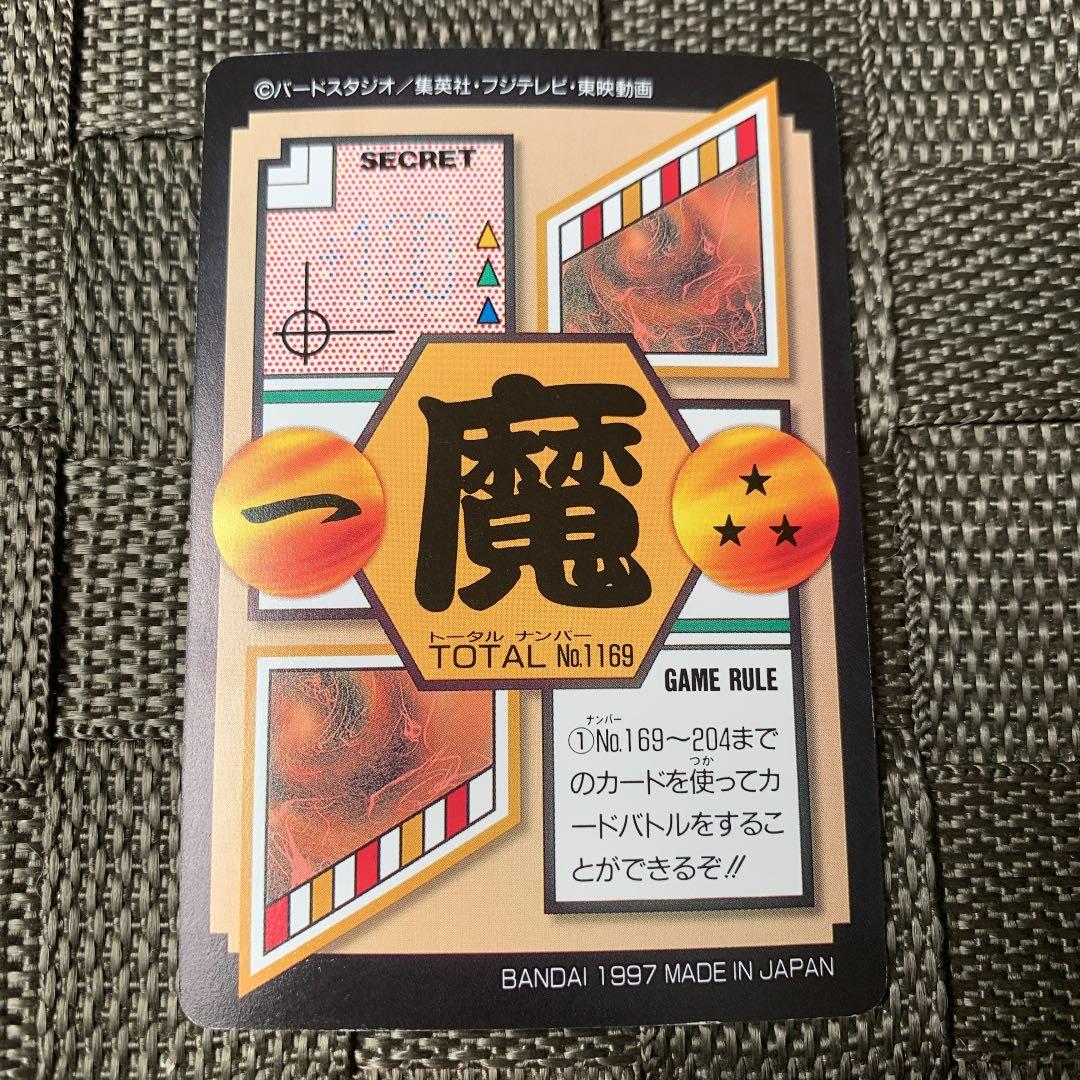 ©バードスタジオ／集英社・フジテレビ・東映動画
SECRET
魔
一
トータル ナンバー
TOTAL No.1169
GAME RULE
ナンバー
①No.169〜204まで
つか
のカードを使ってカ
ードバトルをするこ
とができるぞ!!
BANDAI 1997 MADE IN JAPAN